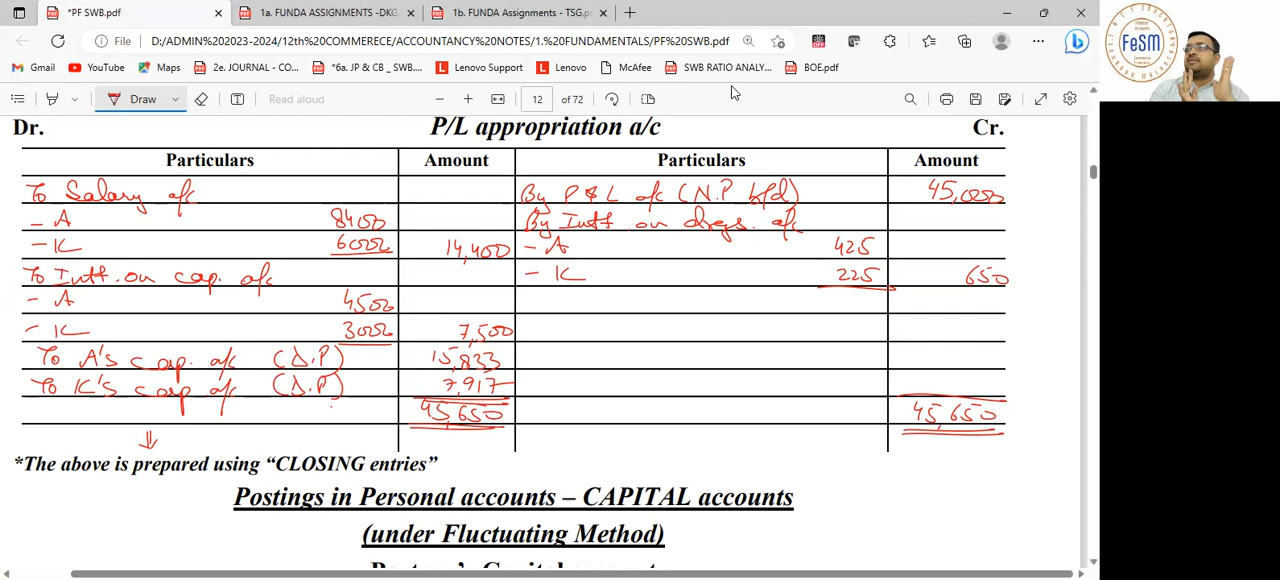 *PF SWB.pdf
1a. FUNDA ASSIGNMENTS -DKG.
1b. FUNDA Assignments - TSG.p
File
D:/ADMIN%202023-2024/12th%20COMMERECE/ACCOUNTANCY%20NOTES/1.%20FUNDAMENTALS/PF%20SWB.pdf
OFF
Gmail YouTube Maps 2e. JOURNAL - CO... *6a. JP & CB _ SWB.... Lenovo Support Lenovo McAfee SWB RATIO ANALY... BOE.pdf
Draw Read aloud 12 of 72
FeSM
Dr. P/L appropriation a/c Cr.
Particulars Amount Particulars Amount
To Salary a/c By P & L a/c (N.P b/d) 45,000
- A 8400 By Intt on drgs. a/c
- K 6000 14,400 - A 425
To Intt. on cap. a/c - K 225 650
- A 4500
- K 3000 7,500
To A's cap. a/c (D.P) 15,833
To K's cap a/c (D.P) 7,917
45,650 45,650
*The above is prepared using “CLOSING entries”
Postings in Personal accounts – CAPITAL accounts
(under Fluctuating Method)